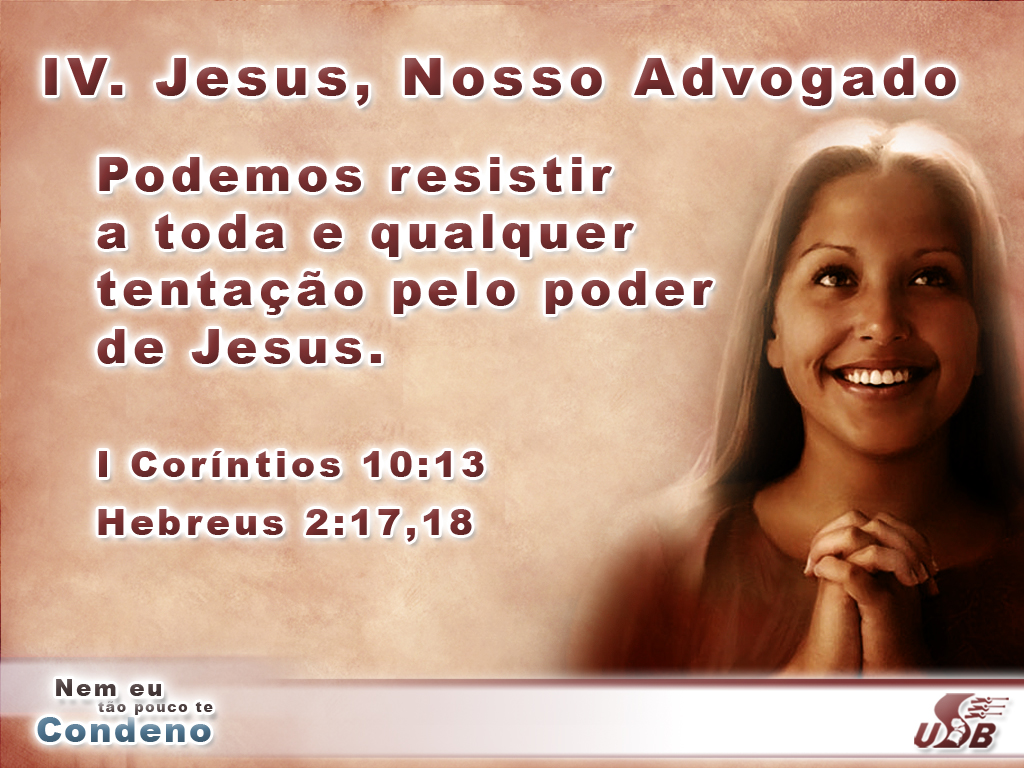 IV. Jesus, Nosso Advogado
Podemos resistir
a toda e qualquer
tentação pelo poder
de Jesus.
I Coríntios 10:13
Hebreus 2:17,18
Nem eu
tão pouco te
Condeno
USB